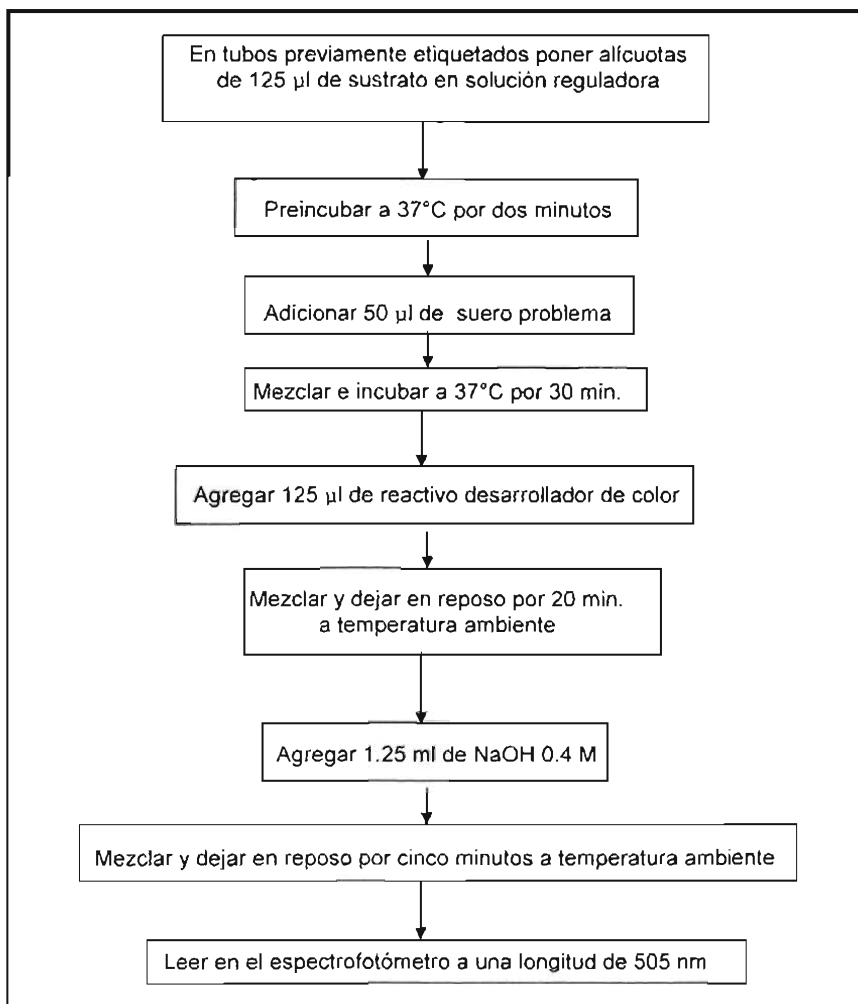 En tubos previamente etiquetados poner alícuotas
de 125 µl de sustrato en solución reguladora
Preincubar a 37°C por dos minutos
Adicionar 50 µl de suero problema
Mezclar e incubar a 37°C por 30 min.
Agregar 125 µl de reactivo desarrollador de color
Mezclar y dejar en reposo por 20 min.
a temperatura ambiente
Agregar 1.25 ml de NaOH 0.4 M
Mezclar y dejar en reposo por cinco minutos a temperatura ambiente
Leer en el espectrofotómetro a una longitud de 505 nm